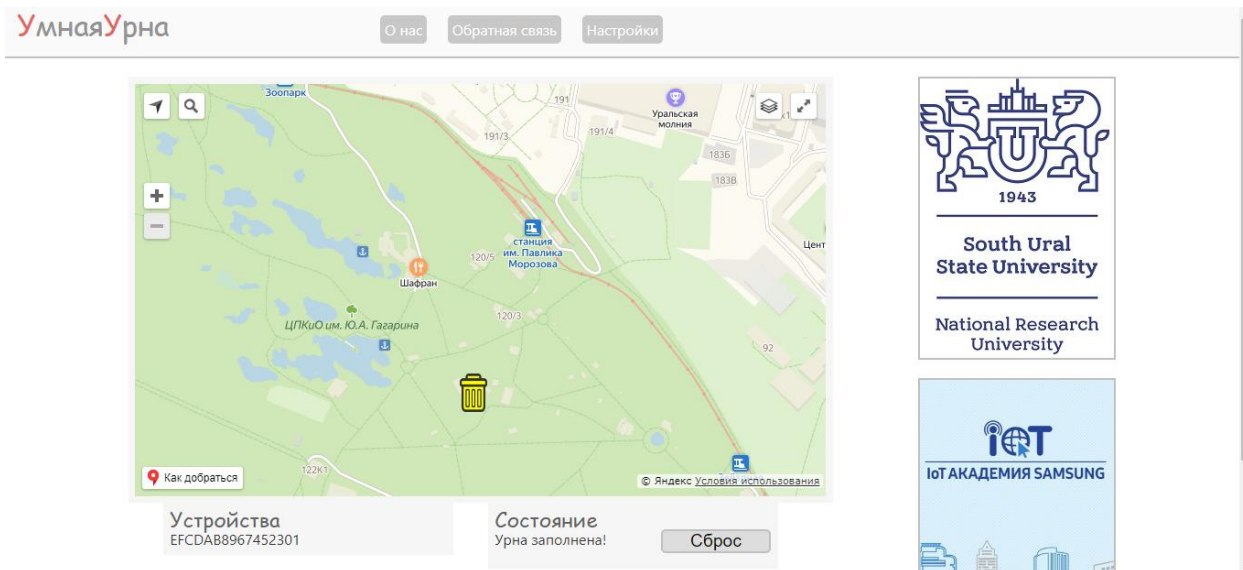 УмнаяУрна
О нас
Обратная связь
Настройки
Зоопарк
191
Уральская
молния
191/3
191/4
183Б
183В
станция
им. Павлика
Морозова
120/5
Цент
Шафран
ЦПКиО им. Ю.А. Гагарина
120/3
92
122к1
Как добраться
© Яндекс Условия использования
Устройства
EFCDAB8967452301
Состояние
Урна заполнена!
Сброс
1943
South Ural
State University
National Research
University
IoT
IoT АКАДЕМИЯ SAMSUNG